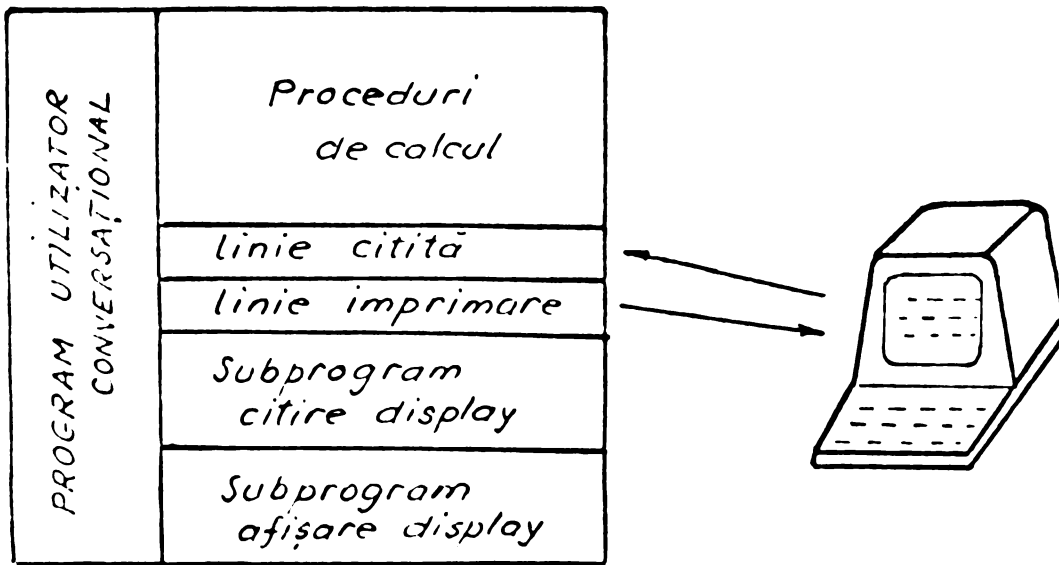 PROGRAM UTILIZATOR
CONVERSAȚIONAL
Proceduri
de calcul
linie citită
linie imprimare
Subprogram
citire display
Subprogram
afișare display